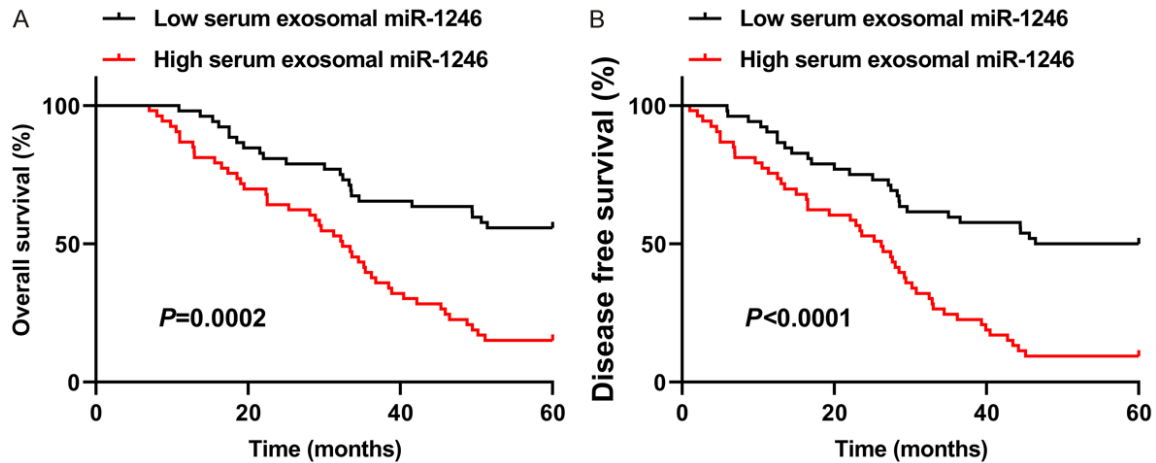 A
Low serum exosomal miR-1246
High serum exosomal miR-1246
Overall survival (%)
100
50
0
P=0.0002
0 20 40 60
Time (months)
B
Low serum exosomal miR-1246
High serum exosomal miR-1246
Disease free survival (%)
100
50
0
P<0.0001
0 20 40 60
Time (months)